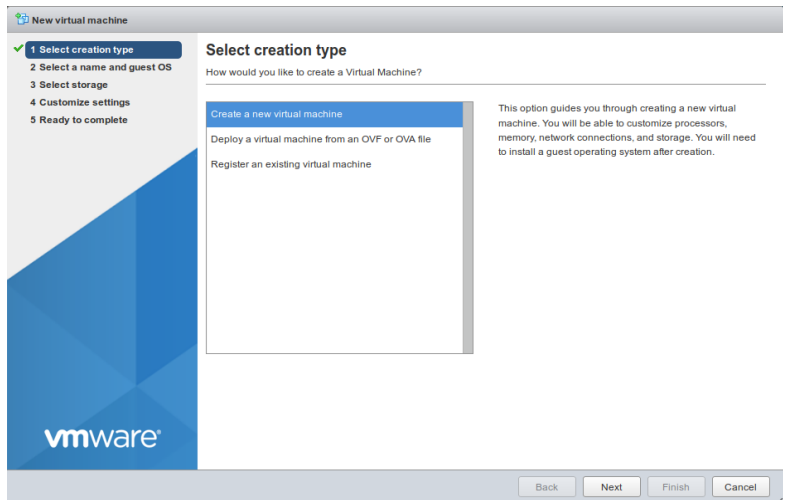 New virtual machine
1 Select creation type
2 Select a name and guest OS
3 Select storage
4 Customize settings
5 Ready to complete
Select creation type
How would you like to create a Virtual Machine?
Create a new virtual machine
Deploy a virtual machine from an OVF or OVA file
Register an existing virtual machine
This option guides you through creating a new virtual
machine. You will be able to customize processors,
memory, network connections, and storage. You will need
to install a guest operating system after creation.
vmware®
Back
Next
Finish
Cancel